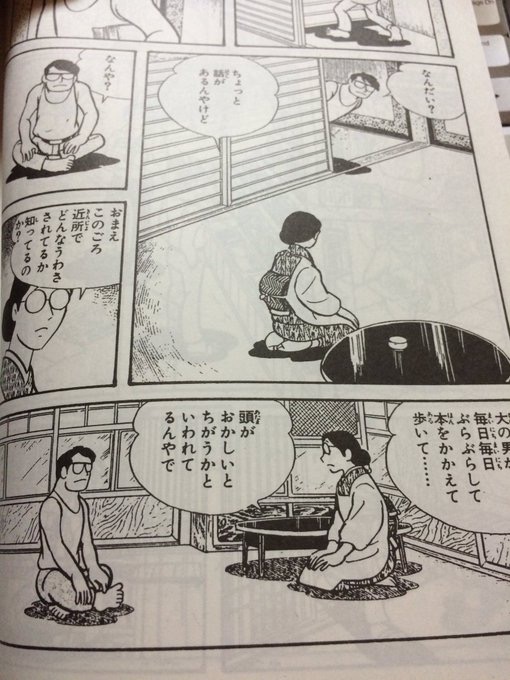 なんだい?
ちょっと
話が
あるんやけど
なんや?
おまえ
このごろ
近所で
どんなうわさ
されてるか
知ってるの
か?
大の男が
毎日毎日
ぶらぶらして
本をかかえて
歩いて……
頭が
おかしいと
ちがうかと
いわれて
るんやで